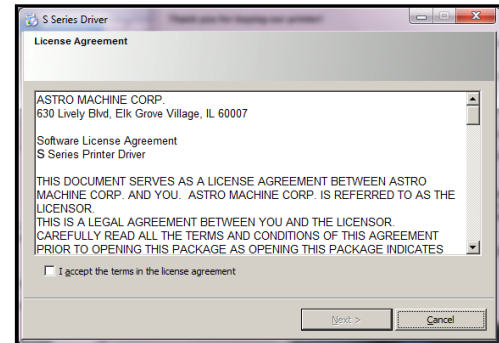 S Series Driver
Thank you for buying our printer!
License Agreement
ASTRO MACHINE CORP.
630 Lively Blvd, Elk Grove Village, IL 60007
Software License Agreement
S Series Printer Driver
THIS DOCUMENT SERVES AS A LICENSE AGREEMENT BETWEEN ASTRO
MACHINE CORP. AND YOU.  ASTRO MACHINE CORP. IS REFERRED TO AS THE
LICENSOR.
THIS IS A LEGAL AGREEMENT BETWEEN YOU AND THE LICENSOR.
CAREFULLY READ ALL THE TERMS AND CONDITIONS OF THIS AGREEMENT
PRIOR TO OPENING THIS PACKAGE AS OPENING THIS PACKAGE INDICATES
I accept the terms in the license agreement
Next >
Cancel